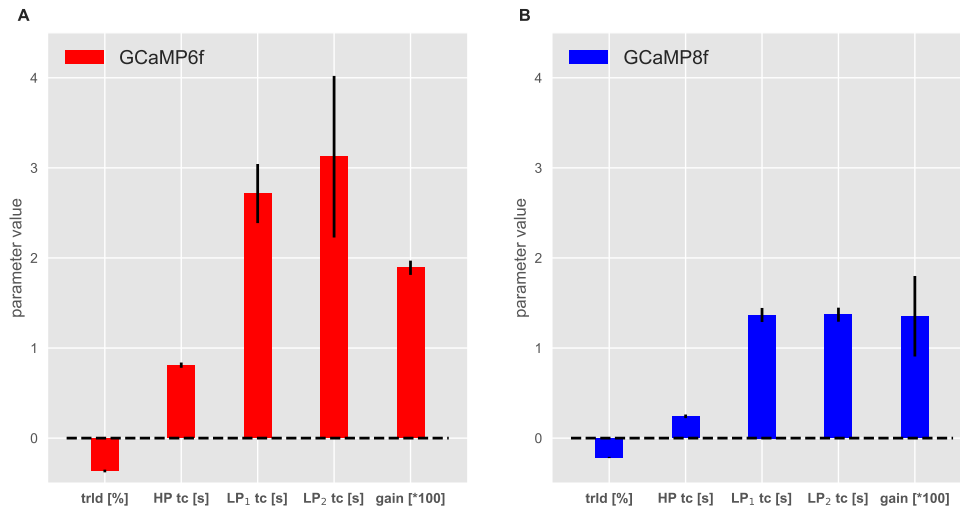 A
GCaMP6f
parameter value
4
3
2
1
0
trld [%]
HP tc [s]
LP₁ tc [s]
LP₂ tc [s]
gain [*100]
B
GCaMP8f
parameter value
4
3
2
1
0
trld [%]
HP tc [s]
LP₁ tc [s]
LP₂ tc [s]
gain [*100]